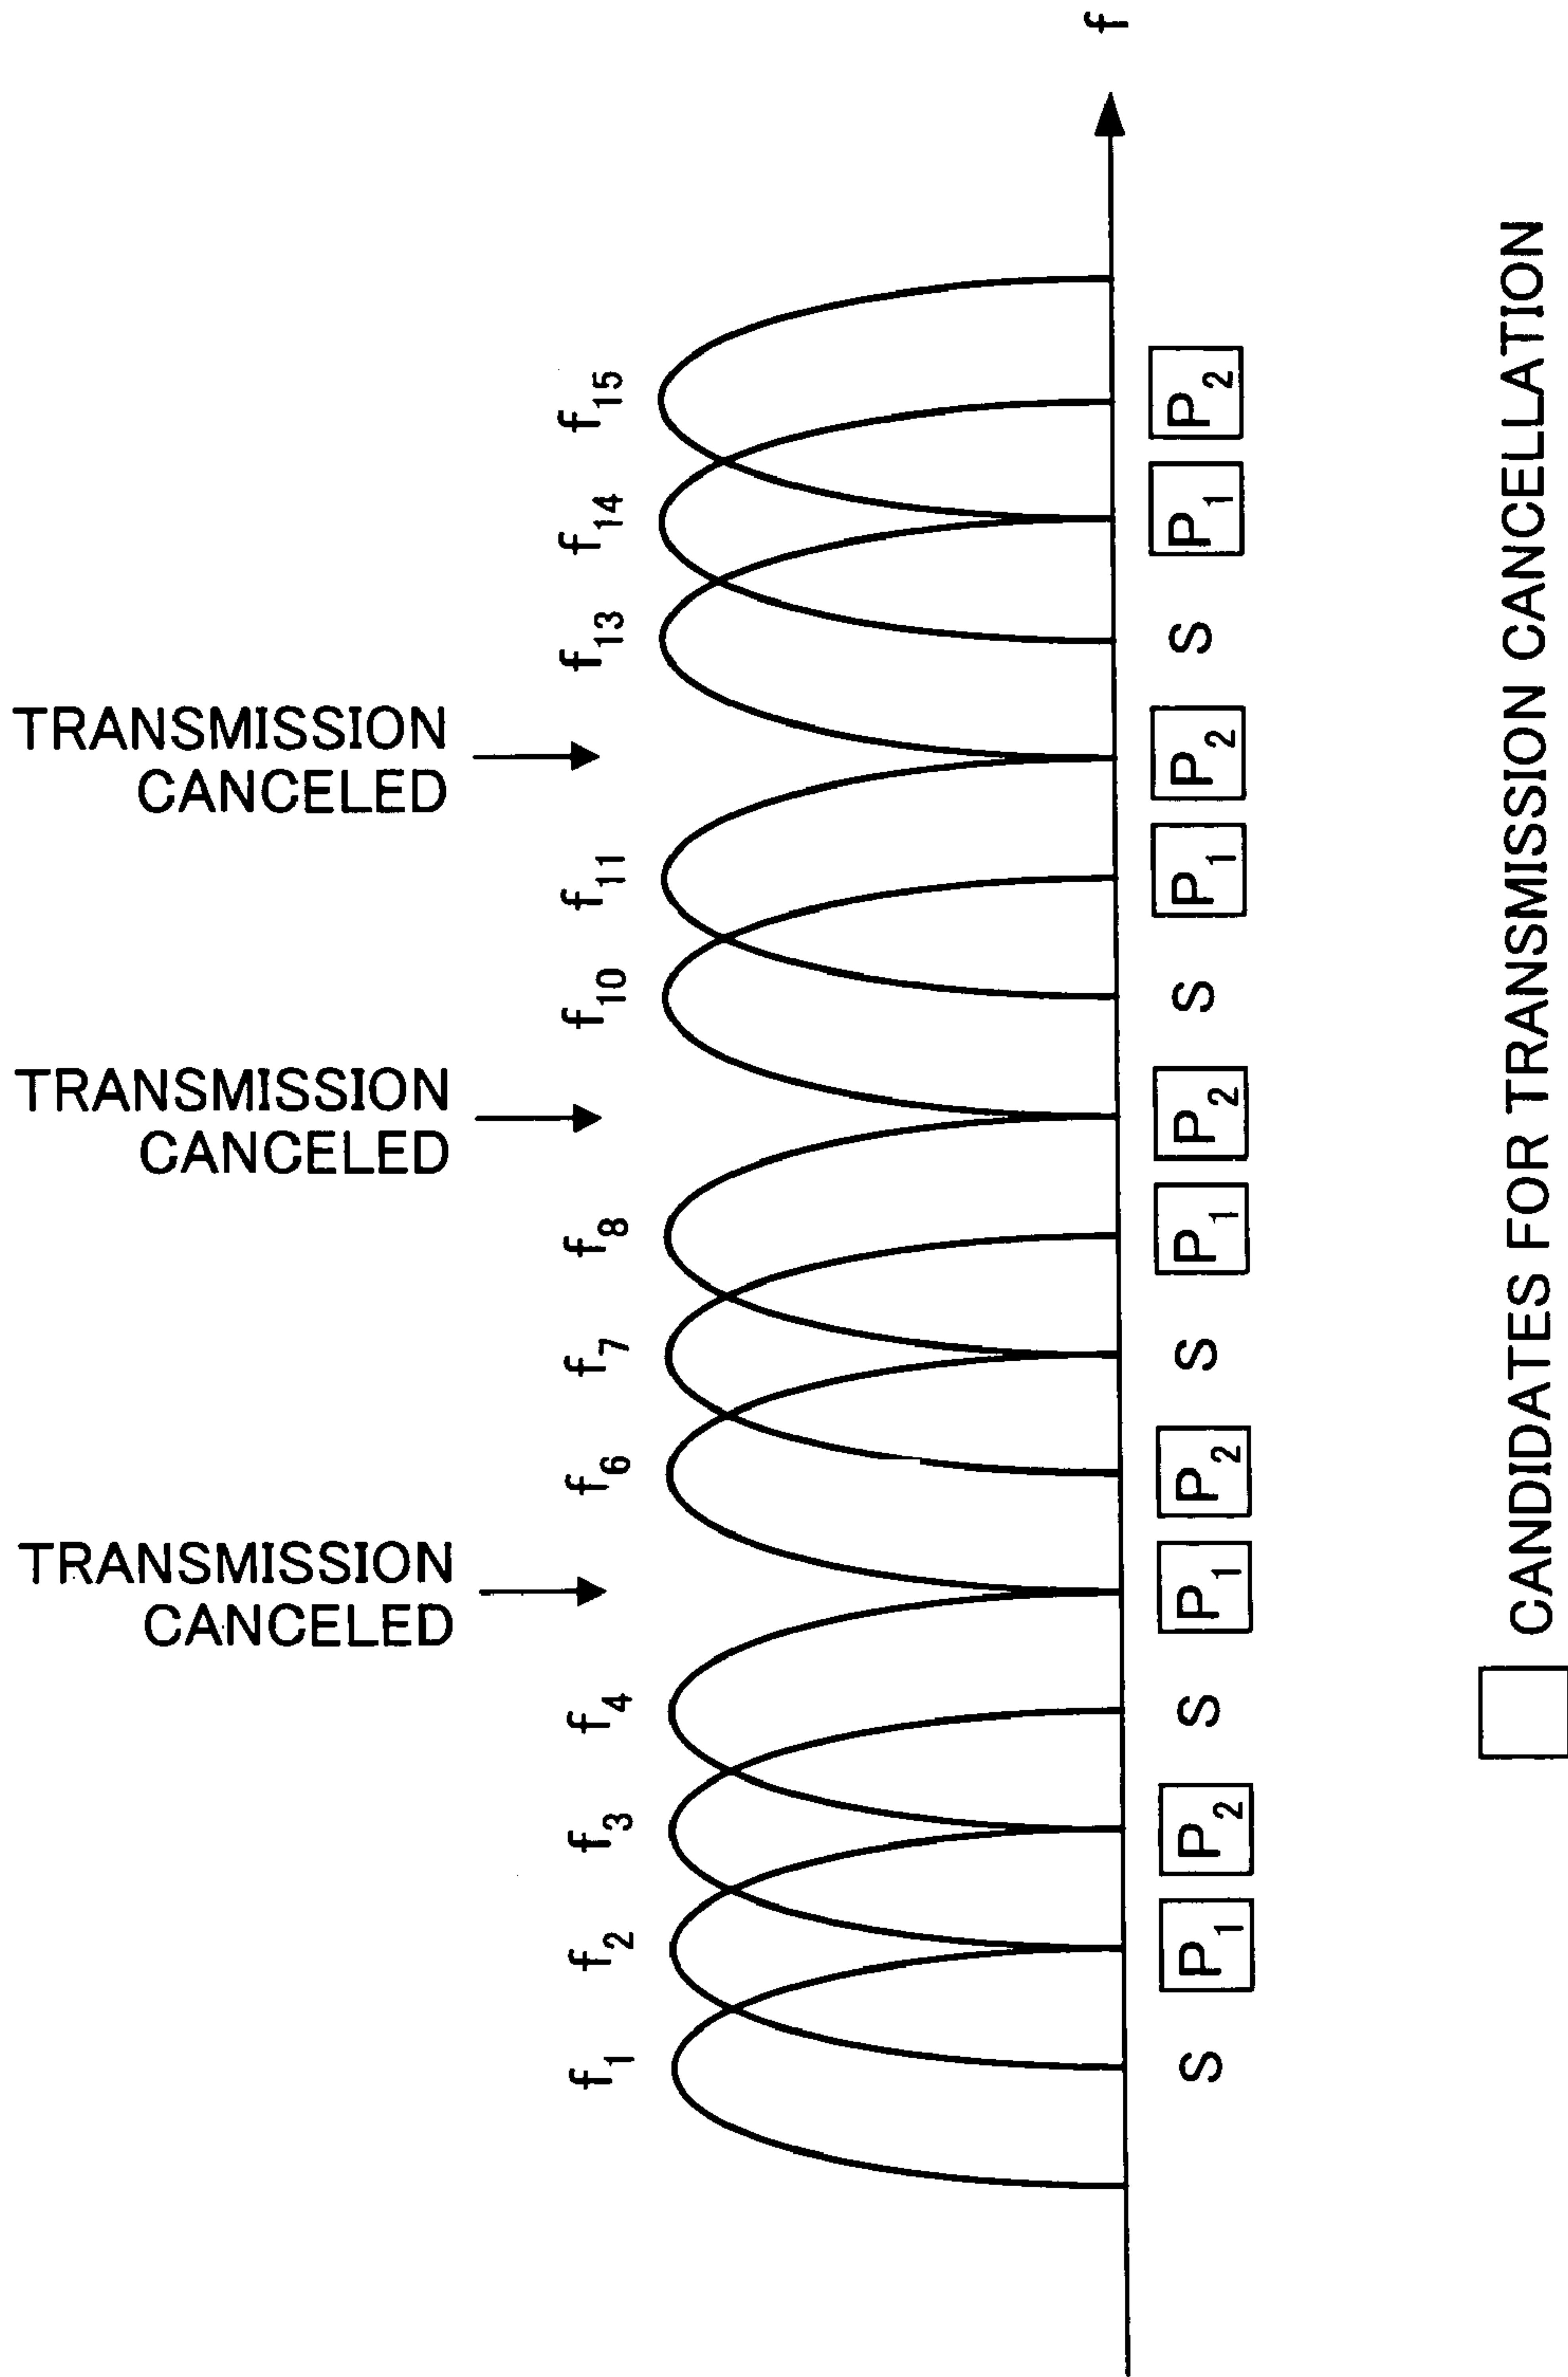 TRANSMISSION
CANCELED
TRANSMISSION
CANCELED
TRANSMISSION
CANCELED
f₁ f₂ f₃ f₄ f₆ f₇ f₈ f₁₀ f₁₁ f₁₃ f₁₄ f₁₅
f
S P₁ P₂ S P₁ P₂ S P₁ P₂ S P₁ P₂ S P₁ P₂
CANDIDATES FOR TRANSMISSION CANCELLATION